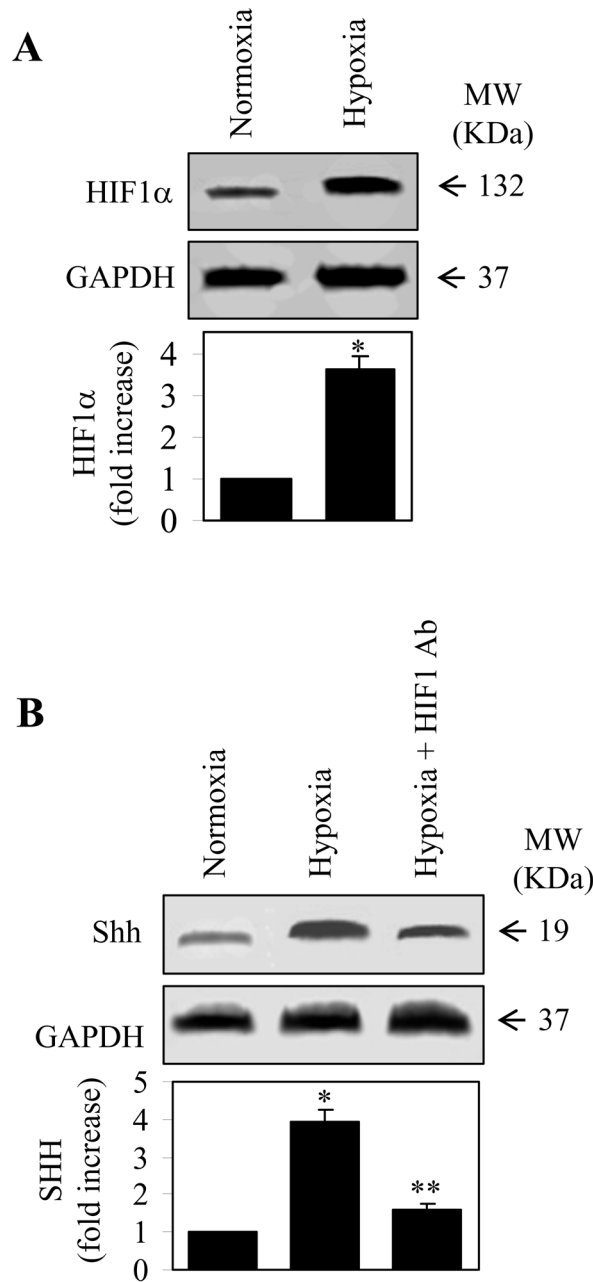 A
Normoxia
Hypoxia
MW
(KDa)
HIF1α
132
GAPDH
37
HIF1α
(fold increase)
4
3
2
1
0
*
B
Normoxia
Hypoxia
Hypoxia + HIF1 Ab
MW
(KDa)
Shh
19
GAPDH
37
SHH
(fold increase)
5
4
3
2
1
0
*
**